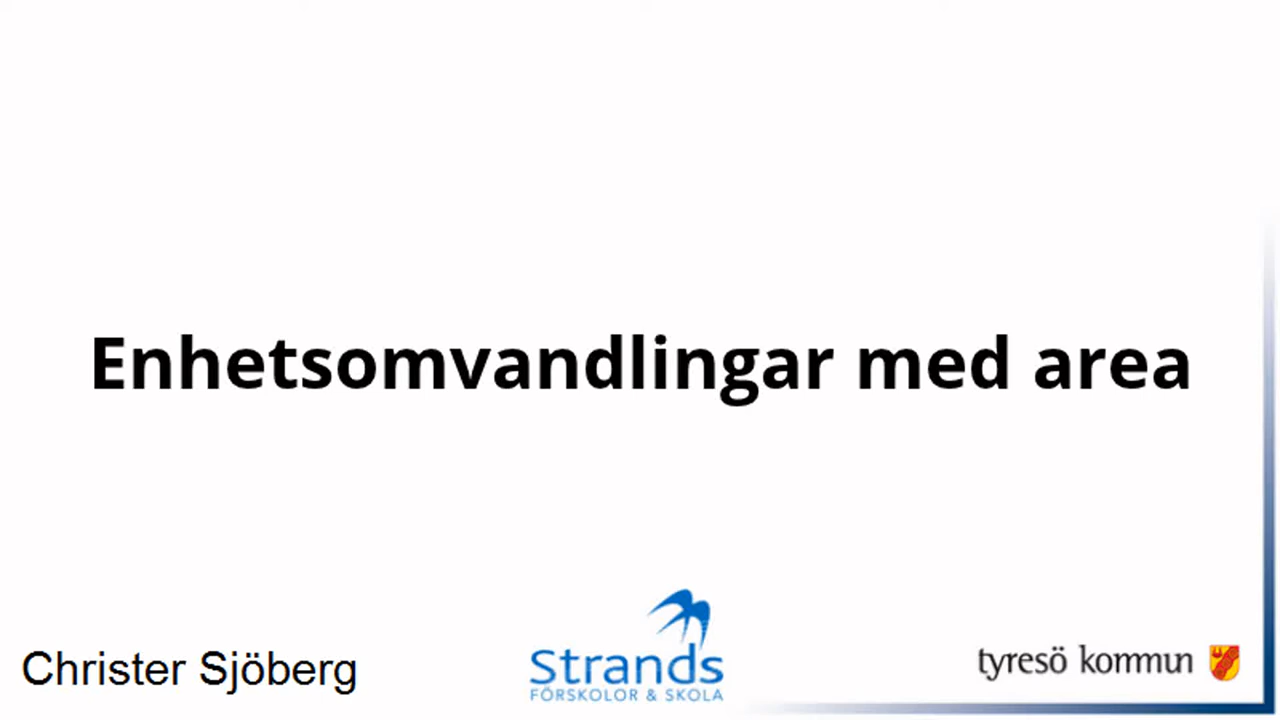 Enhetsomvandlingar med area
Christer Sjöberg
Strands
FÖRSKOLOR & SKOLA
tyresö kommun